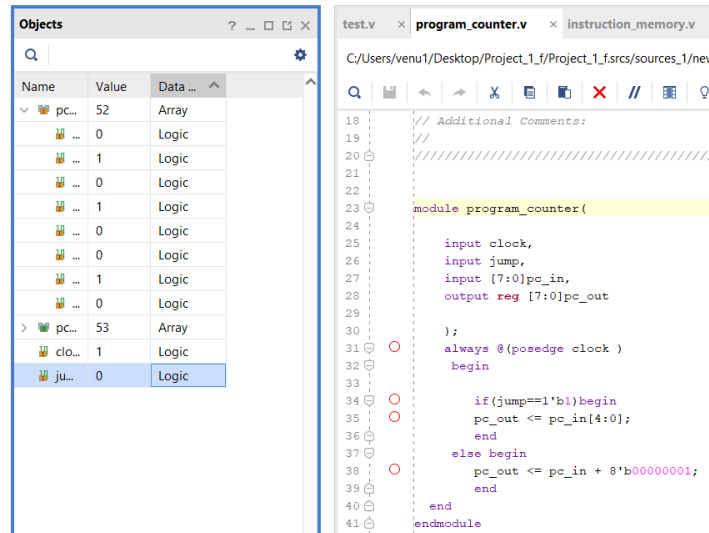 Objects
? _ □ ×
Name Value Data ...
pc... 52 Array
... 0 Logic
... 1 Logic
... 0 Logic
... 1 Logic
... 0 Logic
... 0 Logic
... 1 Logic
... 0 Logic
pc... 53 Array
clo... 1 Logic
ju... 0 Logic
test.v × program_counter.v × instruction_memory.v
C:/Users/venu1/Desktop/Project_1_f/Project_1_f.srcs/sources_1/new
18 // Additional Comments:
19 //
20 //////////////////////////////////////////
21
22
23 module program_counter(
24
25 input clock,
26 input jump,
27 input [7:0]pc_in,
28 output reg [7:0]pc_out
29
30 );
31 always @(posedge clock )
32 begin
33
34 if(jump==1'b1)begin
35 pc_out <= pc_in[4:0];
36 end
37 else begin
38 pc_out <= pc_in + 8'b00000001;
39 end
40 end
41 endmodule